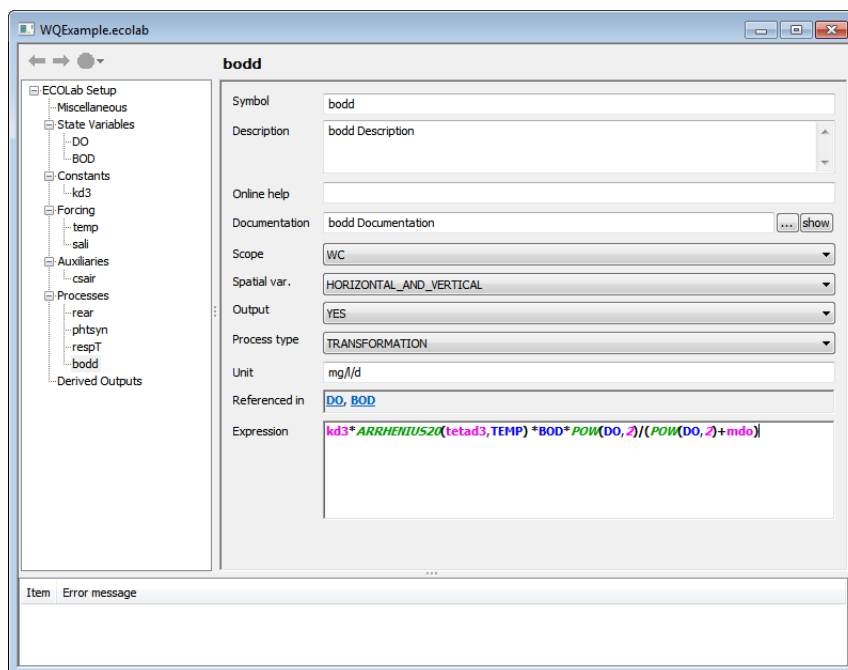 WQExample.ecolab
bodd
ECOLab Setup
Miscellaneous
State Variables
DO
BOD
Constants
kd3
Forcing
temp
sali
Auxiliaries
csair
Processes
rear
phtsyn
respT
bodd
Derived Outputs
Symbol bodd
Description bodd Description
Online help
Documentation bodd Documentation ... show
Scope WC
Spatial var. HORIZONTAL_AND_VERTICAL
Output YES
Process type TRANSFORMATION
Unit mg/l/d
Referenced in DO, BOD
Expression kd3*ARRHENIUS20(tetad3,TEMP) *BOD*POW(DO,2)/(POW(DO,2)+mdo)
Item Error message